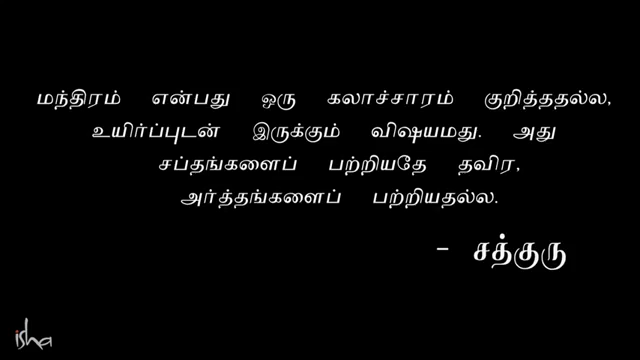 மந்திரம் என்பது ஒரு கலாச்சாரம் குறித்ததல்ல,
உயிர்ப்புடன் இருக்கும் விஷயமது. அது
சப்தங்களைப் பற்றியதே தவிர,
அர்த்தங்களைப் பற்றியதல்ல.
- சத்குரு
isha